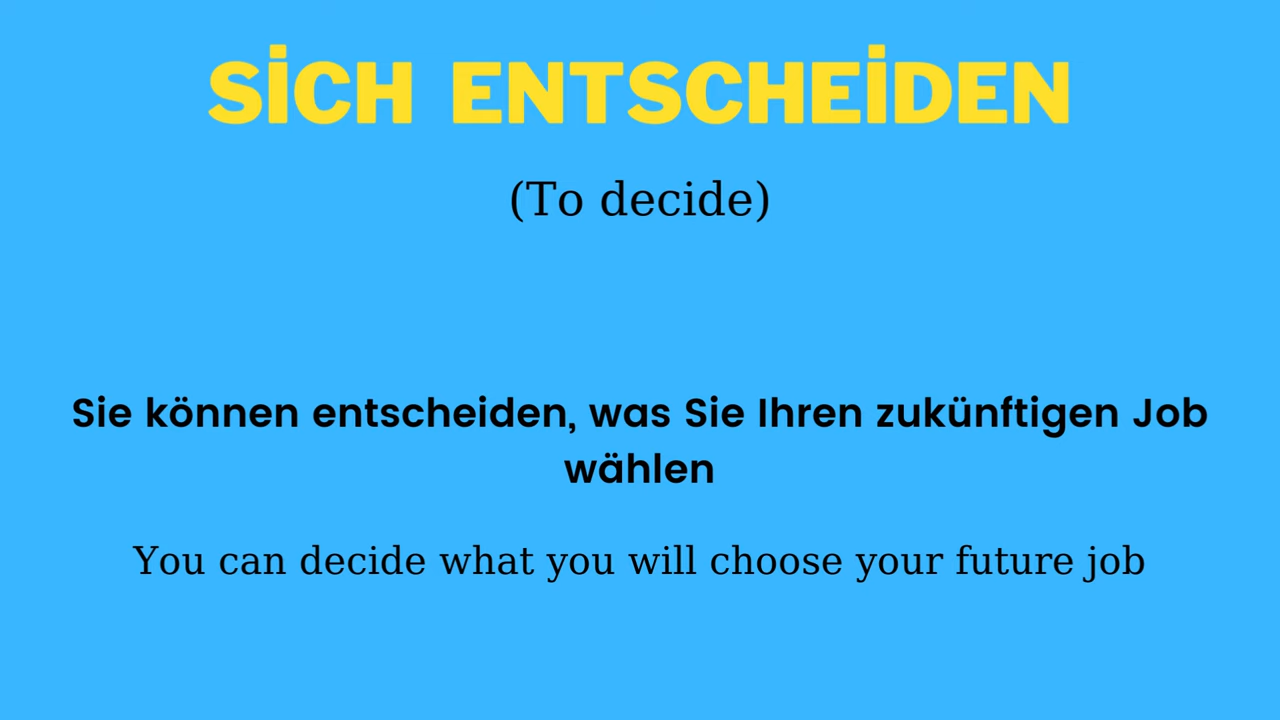 SİCH ENTSCHEİDEN
(To decide)
Sie können entscheiden, was Sie Ihren zukünftigen Job
wählen
You can decide what you will choose your future job